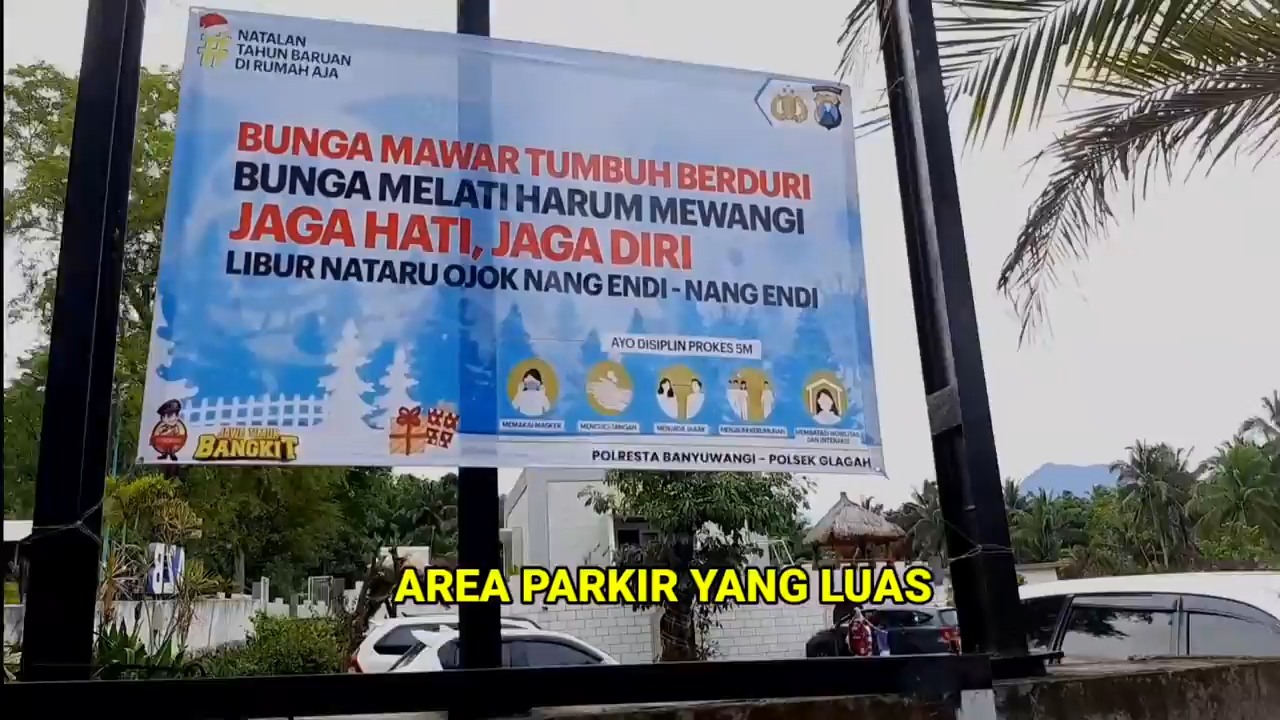 NATALAN
TAHUN BARUAN
DI RUMAH AJA
BUNGA MAWAR TUMBUH BERDURI
BUNGA MELATI HARUM MEWANGI
JAGA HATI, JAGA DIRI
LIBUR NATARU OJOK NANG ENDI - NANG ENDI
AYO DISIPLIN PROKES 5M
MEMAKAI MASKER
MENCUCI TANGAN
MENJAGA JARAK
MENJAUHI KERUMUNAN
MEMBATASI MOBILITAS
DAN INTERAKSI
JAWA TIMUR
BANGKIT
POLRESTA BANYUWANGI - POLSEK GLAGAH
AREA PARKIR YANG LUAS